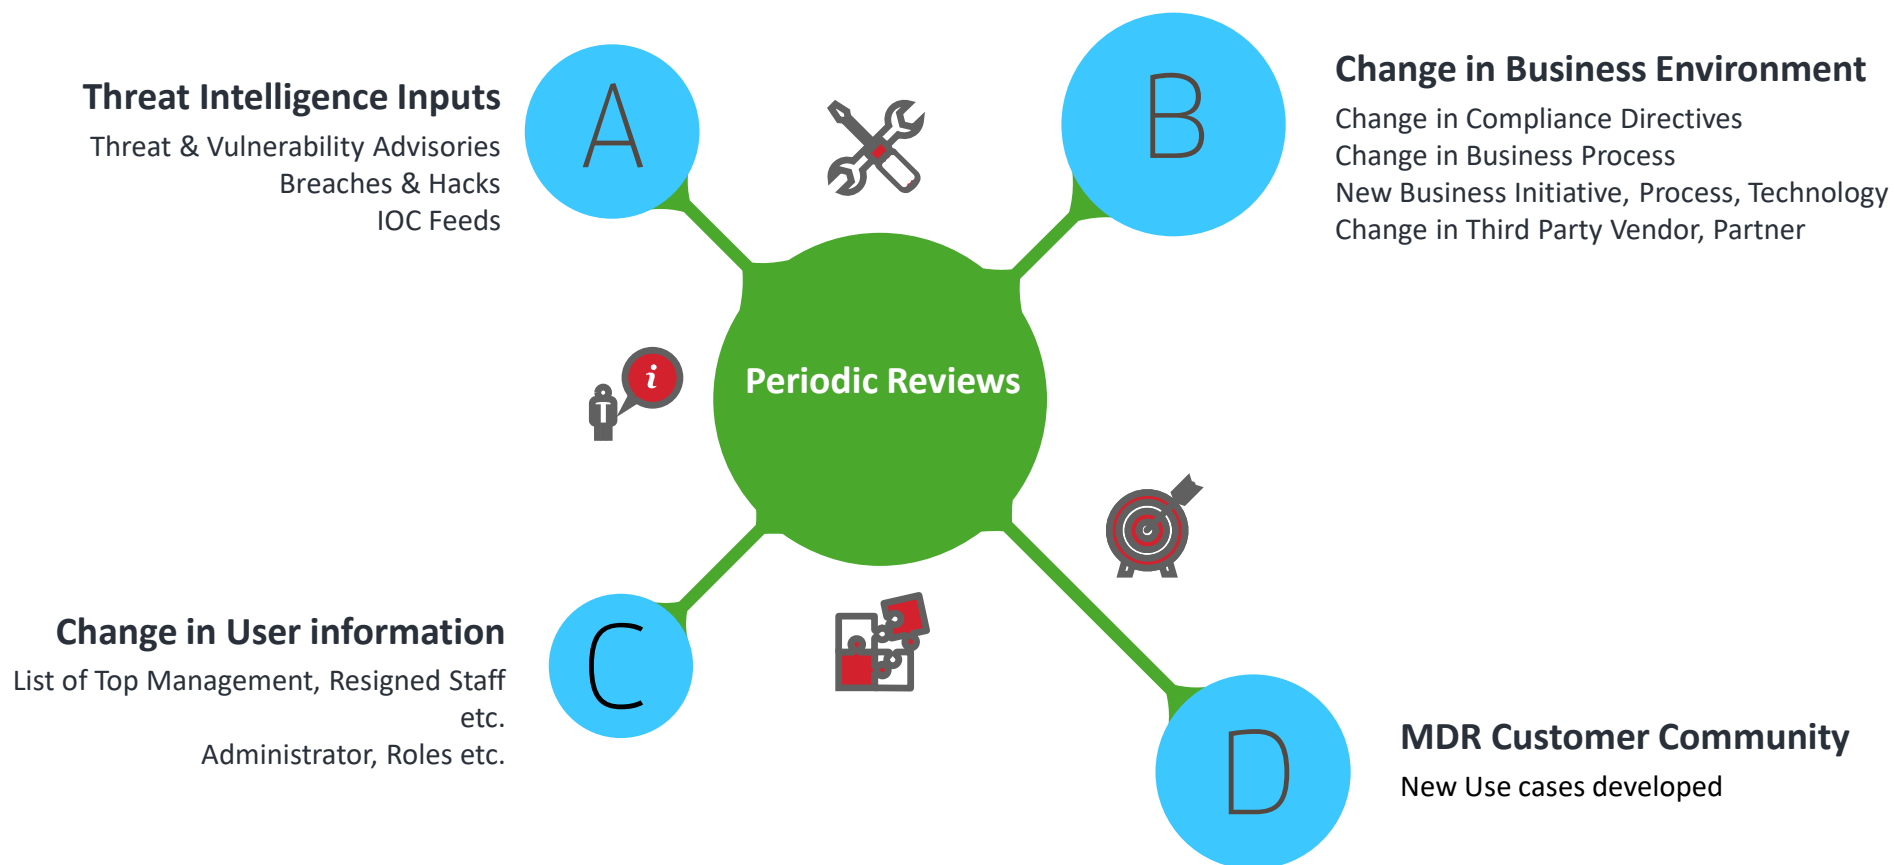 Threat Intelligence Inputs
Threat & Vulnerability Advisories
Breaches & Hacks
IOC Feeds
A
B
Change in Business Environment
Change in Compliance Directives
Change in Business Process
New Business Initiative, Process, Technology
Change in Third Party Vendor, Partner
i
Periodic Reviews
Change in User information
List of Top Management, Resigned Staff
etc.
Administrator, Roles etc.
C
D
MDR Customer Community
New Use cases developed